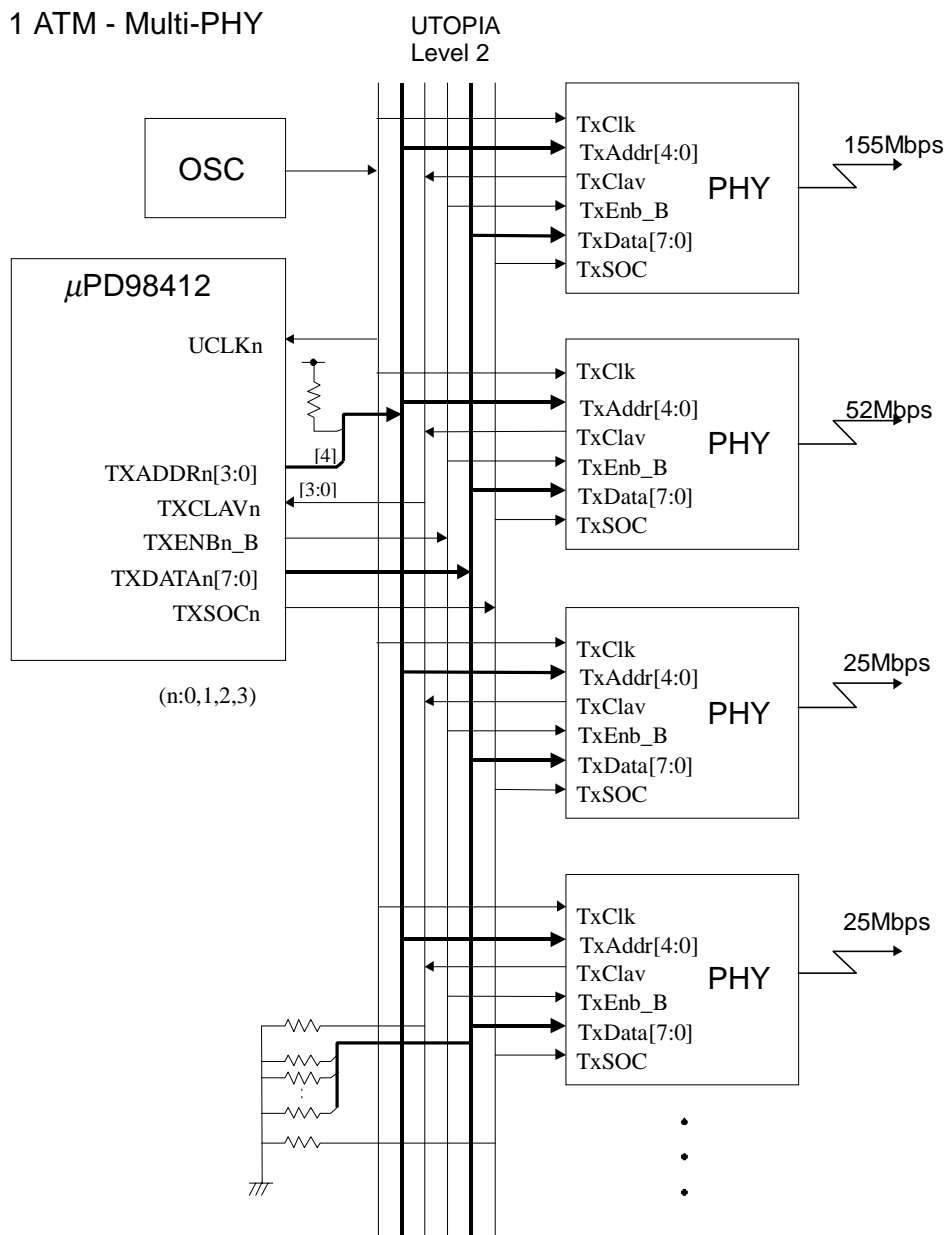 1 ATM - Multi-PHY
UTOPIA
Level 2
OSC
μPD98412
UCLKn
[4]
TXADDRn[3:0]
[3:0]
TXCLAVn
TXENBn_B
TXDATAn[7:0]
TXSOCn
(n:0,1,2,3)
TxClk
TxAddr[4:0]
TxClav
PHY
TxEnb_B
TxData[7:0]
TxSOC
155Mbps
TxClk
TxAddr[4:0]
TxClav
PHY
TxEnb_B
TxData[7:0]
TxSOC
52Mbps
TxClk
TxAddr[4:0]
TxClav
PHY
TxEnb_B
TxData[7:0]
TxSOC
25Mbps
TxClk
TxAddr[4:0]
TxClav
PHY
TxEnb_B
TxData[7:0]
TxSOC
25Mbps